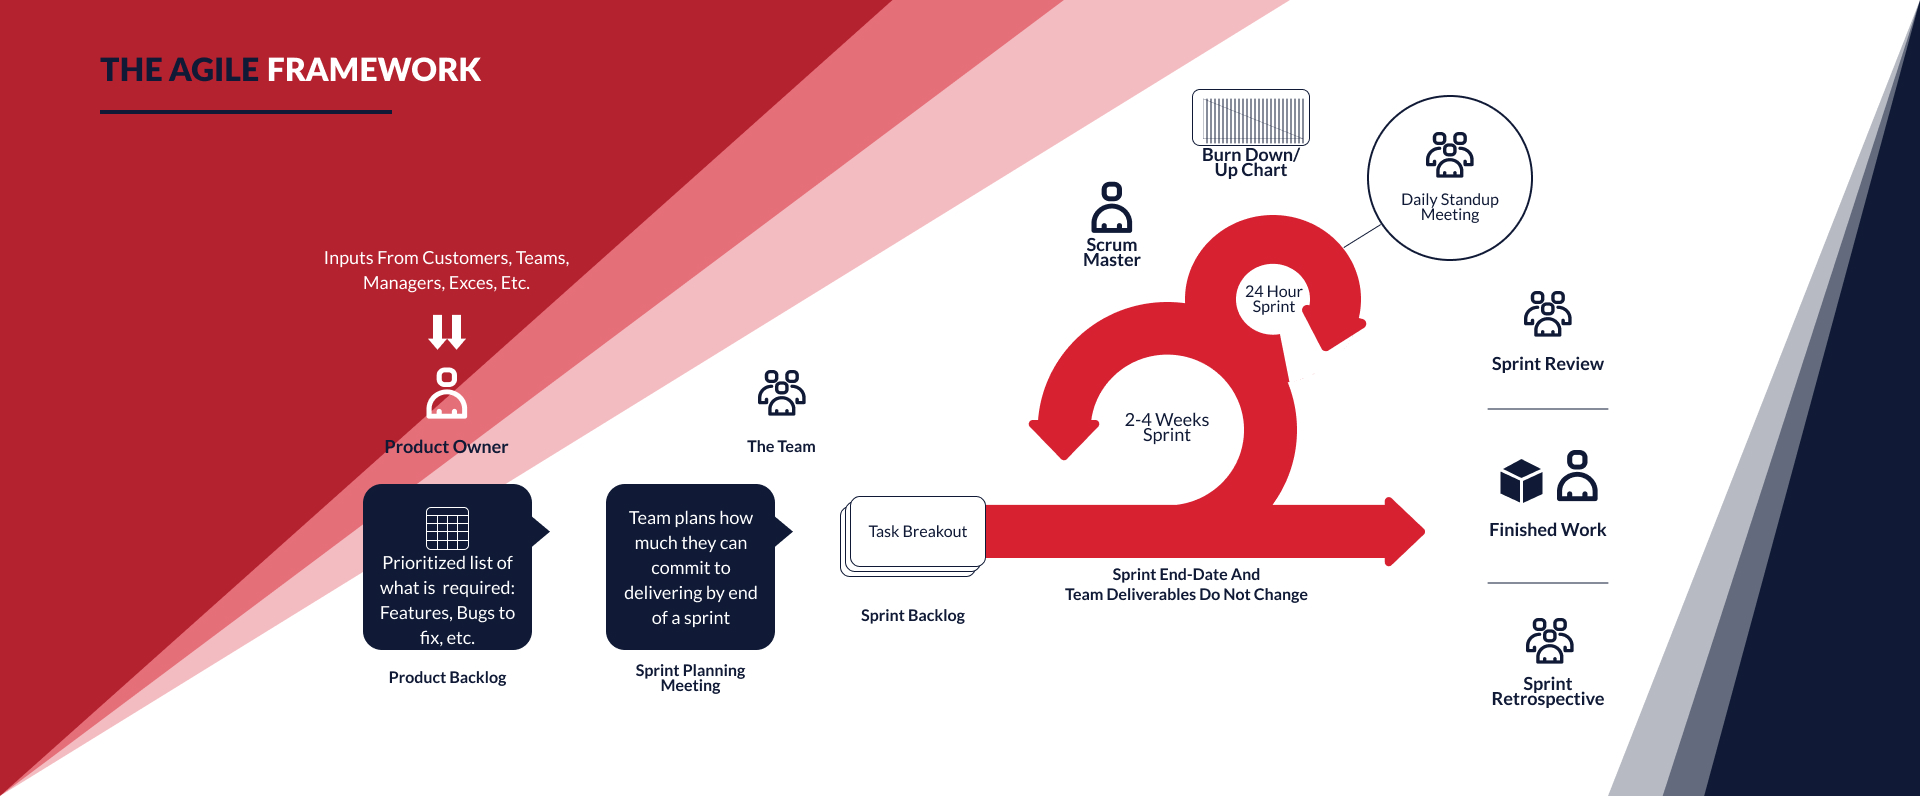 THE AGILE FRAMEWORK
Inputs From Customers, Teams,
Managers, Exces, Etc.
Product Owner
Prioritized list of
what is required:
Features, Bugs to
fix, etc.
Product Backlog
The Team
Team plans how
much they can
commit to
delivering by end
of a sprint
Sprint Planning
Meeting
Task Breakout
Sprint Backlog
Scrum
Master
Burn Down/
Up Chart
Daily Standup
Meeting
24 Hour
Sprint
2-4 Weeks
Sprint
Sprint End-Date And
Team Deliverables Do Not Change
Sprint Review
Finished Work
Sprint
Retrospective